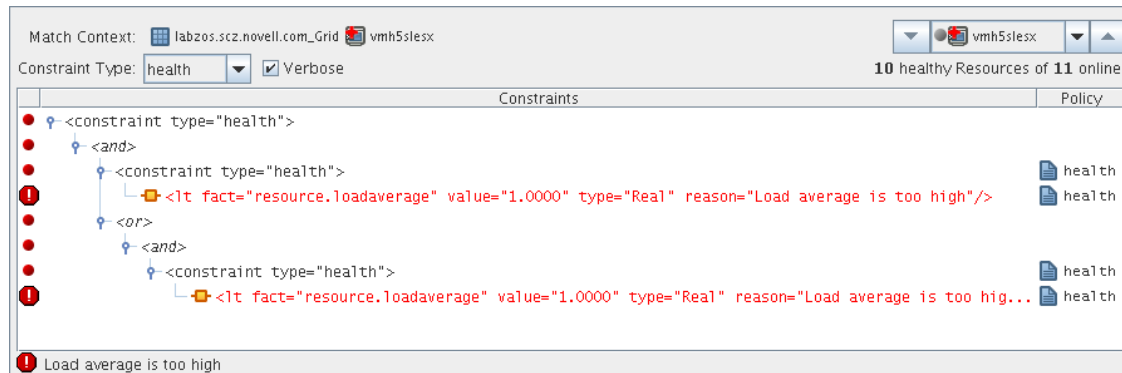 Match Context: labzos.scz.novell.com_Grid vmh5slesx vmh5slesx
Constraint Type: health Verbose 10 healthy Resources of 11 online
Constraints Policy
<constraint type="health">
<and>
<constraint type="health"> health
<lt fact="resource.loadaverage" value="1.0000" type="Real" reason="Load average is too high"/> health
<or>
<and>
<constraint type="health"> health
<lt fact="resource.loadaverage" value="1.0000" type="Real" reason="Load average is too hig... health
Load average is too high